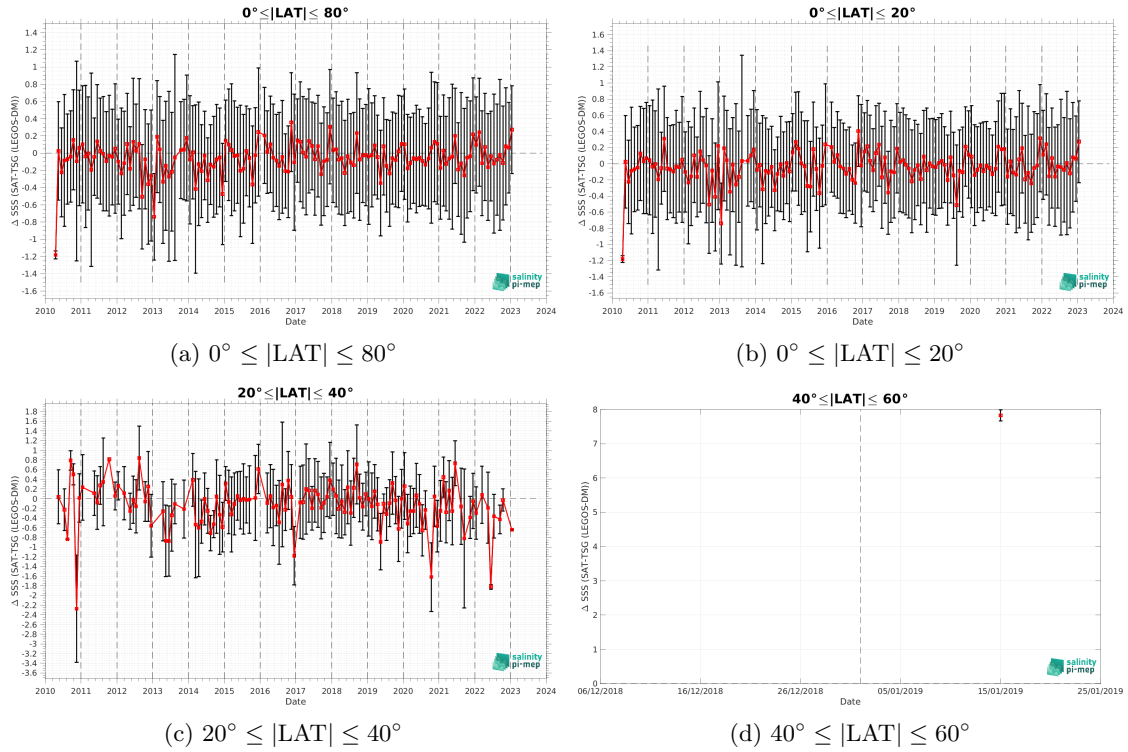 0°≤|LAT|≤ 80°
Δ SSS (SAT-TSG (LEGOS-DMI))
1.4
1.2
1
0.8
0.6
0.4
0.2
0
-0.2
-0.4
-0.6
-0.8
-1
-1.2
-1.4
-1.6
2010 2011 2012 2013 2014 2015 2016 2017 2018 2019 2020 2021 2022 2023 2024
Date
salinity
pi-mep
(a) 0° ≤ |LAT| ≤ 80°
0°≤|LAT|≤ 20°
Δ SSS (SAT-TSG (LEGOS-DM))
1.6
1.4
1.2
1
0.8
0.6
0.4
0.2
0
-0.2
-0.4
-0.6
-0.8
-1
-1.2
-1.4
-1.6
2010 2011 2012 2013 2014 2015 2016 2017 2018 2019 2020 2021 2022 2023 2024
Date
salinity
pi-mep
(b) 0° ≤ |LAT| ≤ 20°
20°≤|LAT|≤ 40°
Δ SSS (SAT-TSG (LEGOS-DM))
1.8
1.6
1.4
1.2
1
0.8
0.6
0.4
0.2
0
-0.2
-0.4
-0.6
-0.8
-1
-1.2
-1.4
-1.6
-1.8
-2
-2.2
-2.4
-2.6
-2.8
-3
-3.2
-3.4
-3.6
2010 2011 2012 2013 2014 2015 2016 2017 2018 2019 2020 2021 2022 2023 2024
Date
salinity
pi-mep
(c) 20° ≤ |LAT| ≤ 40°
40°≤|LAT|≤ 60°
Δ SSS (SAT-TSG (LEGOS-DM))
8
7
6
5
4
3
2
1
0
06/12/2018 16/12/2018 26/12/2018 05/01/2019 15/01/2019 25/01/2019
Date
salinity
pi-mep
(d) 40° ≤ |LAT| ≤ 60°